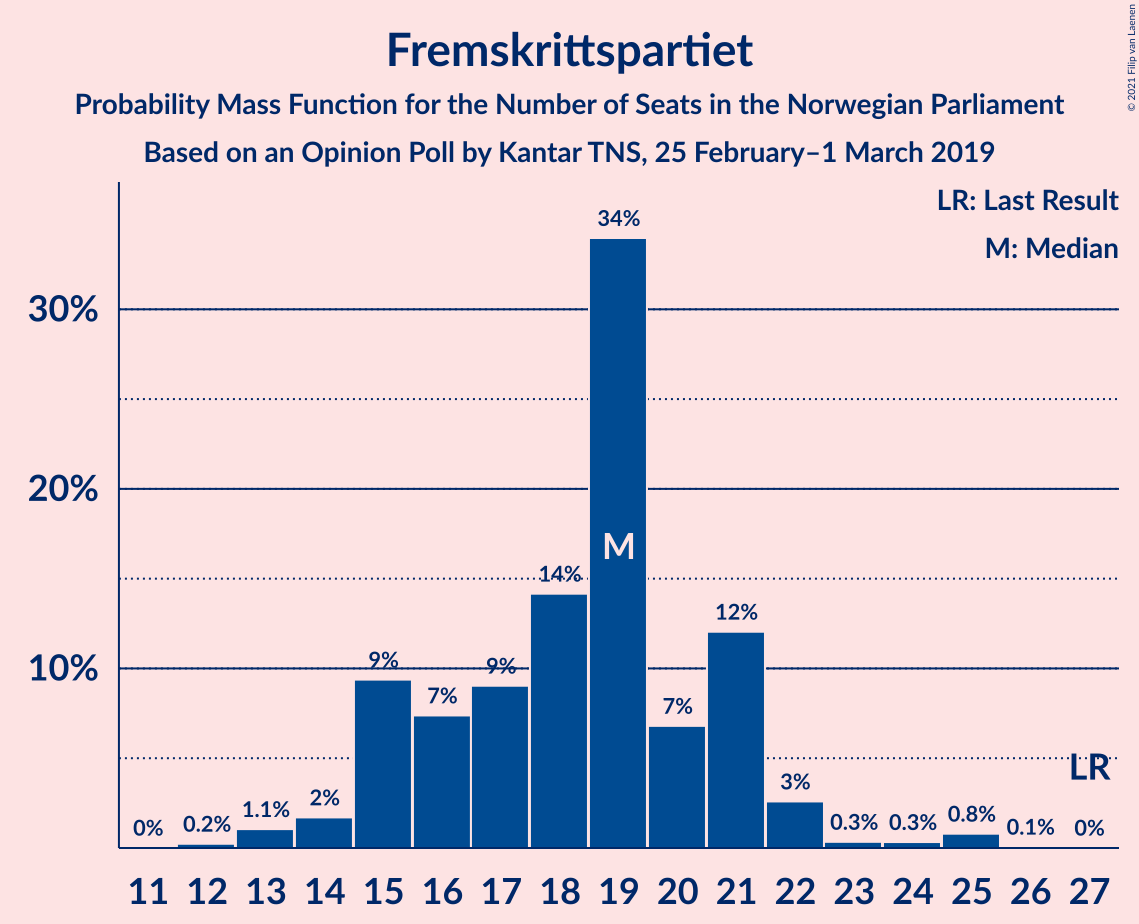 Fremskrittspartiet
Probability Mass Function for the Number of Seats in the Norwegian Parliament
Based on an Opinion Poll by Kantar TNS, 25 February–1 March 2019
© 2021 Filip van Laenen
LR: Last Result
M: Median
30%
20%
10%
0%
0.2%
1.1%
2%
9%
7%
9%
14%
34%
M
7%
12%
3%
0.3%
0.3%
0.8%
0.1%
0%
LR
11 12 13 14 15 16 17 18 19 20 21 22 23 24 25 26 27